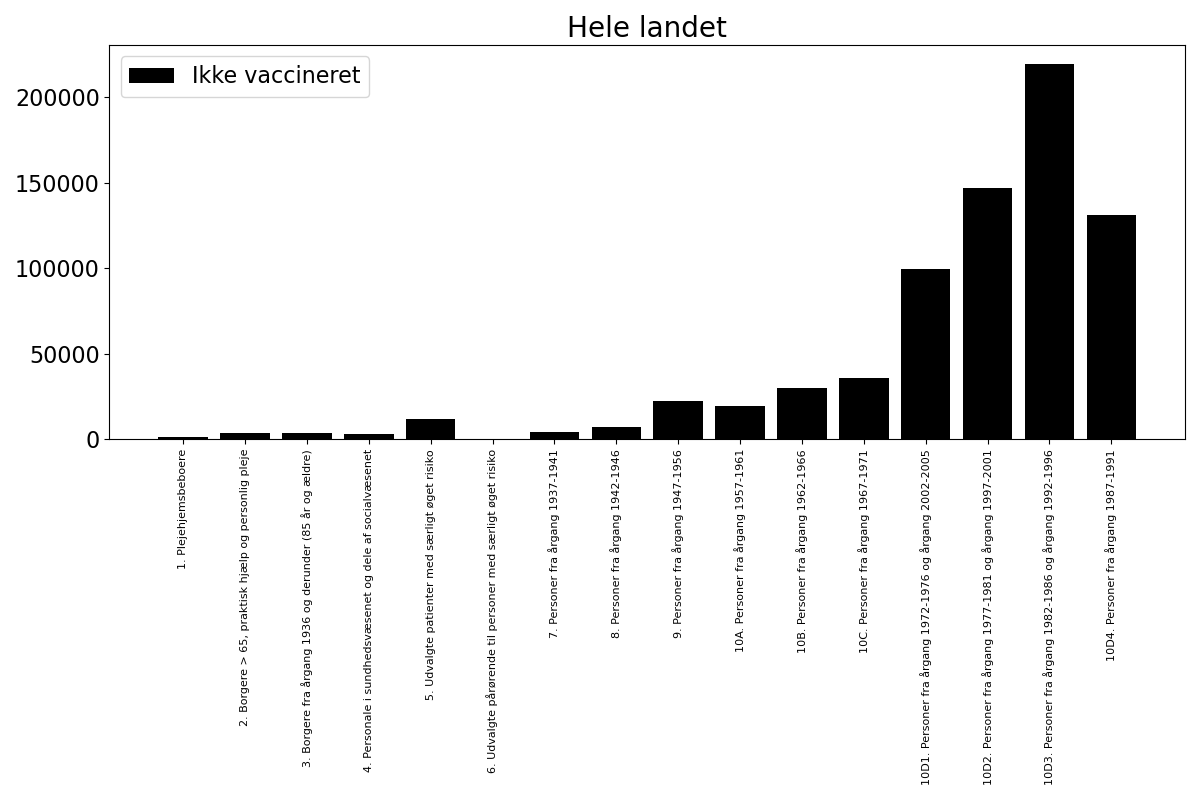 Hele landet
Ikke vaccineret
200000
150000
100000
50000
0
1. Plejehjemsbeboere
2. Borgere > 65, praktisk hjælp og personlig pleje
3. Borgere fra årgang 1936 og derunder (85 år og ældre)
4. Personale i sundhedsvæsenet og dele af socialvæsenet
5. Udvalgte patienter med særligt øget risiko
6. Udvalgte pårørende til personer med særligt øget risiko
7. Personer fra årgang 1937-1941
8. Personer fra årgang 1942-1946
9. Personer fra årgang 1947-1956
10A. Personer fra årgang 1957-1961
10B. Personer fra årgang 1962-1966
10C. Personer fra årgang 1967-1971
10D1. Personer fra årgang 1972-1976 og årgang 2002-2005
10D2. Personer fra årgang 1977-1981 og årgang 1997-2001
10D3. Personer fra årgang 1982-1986 og årgang 1992-1996
10D4. Personer fra årgang 1987-1991